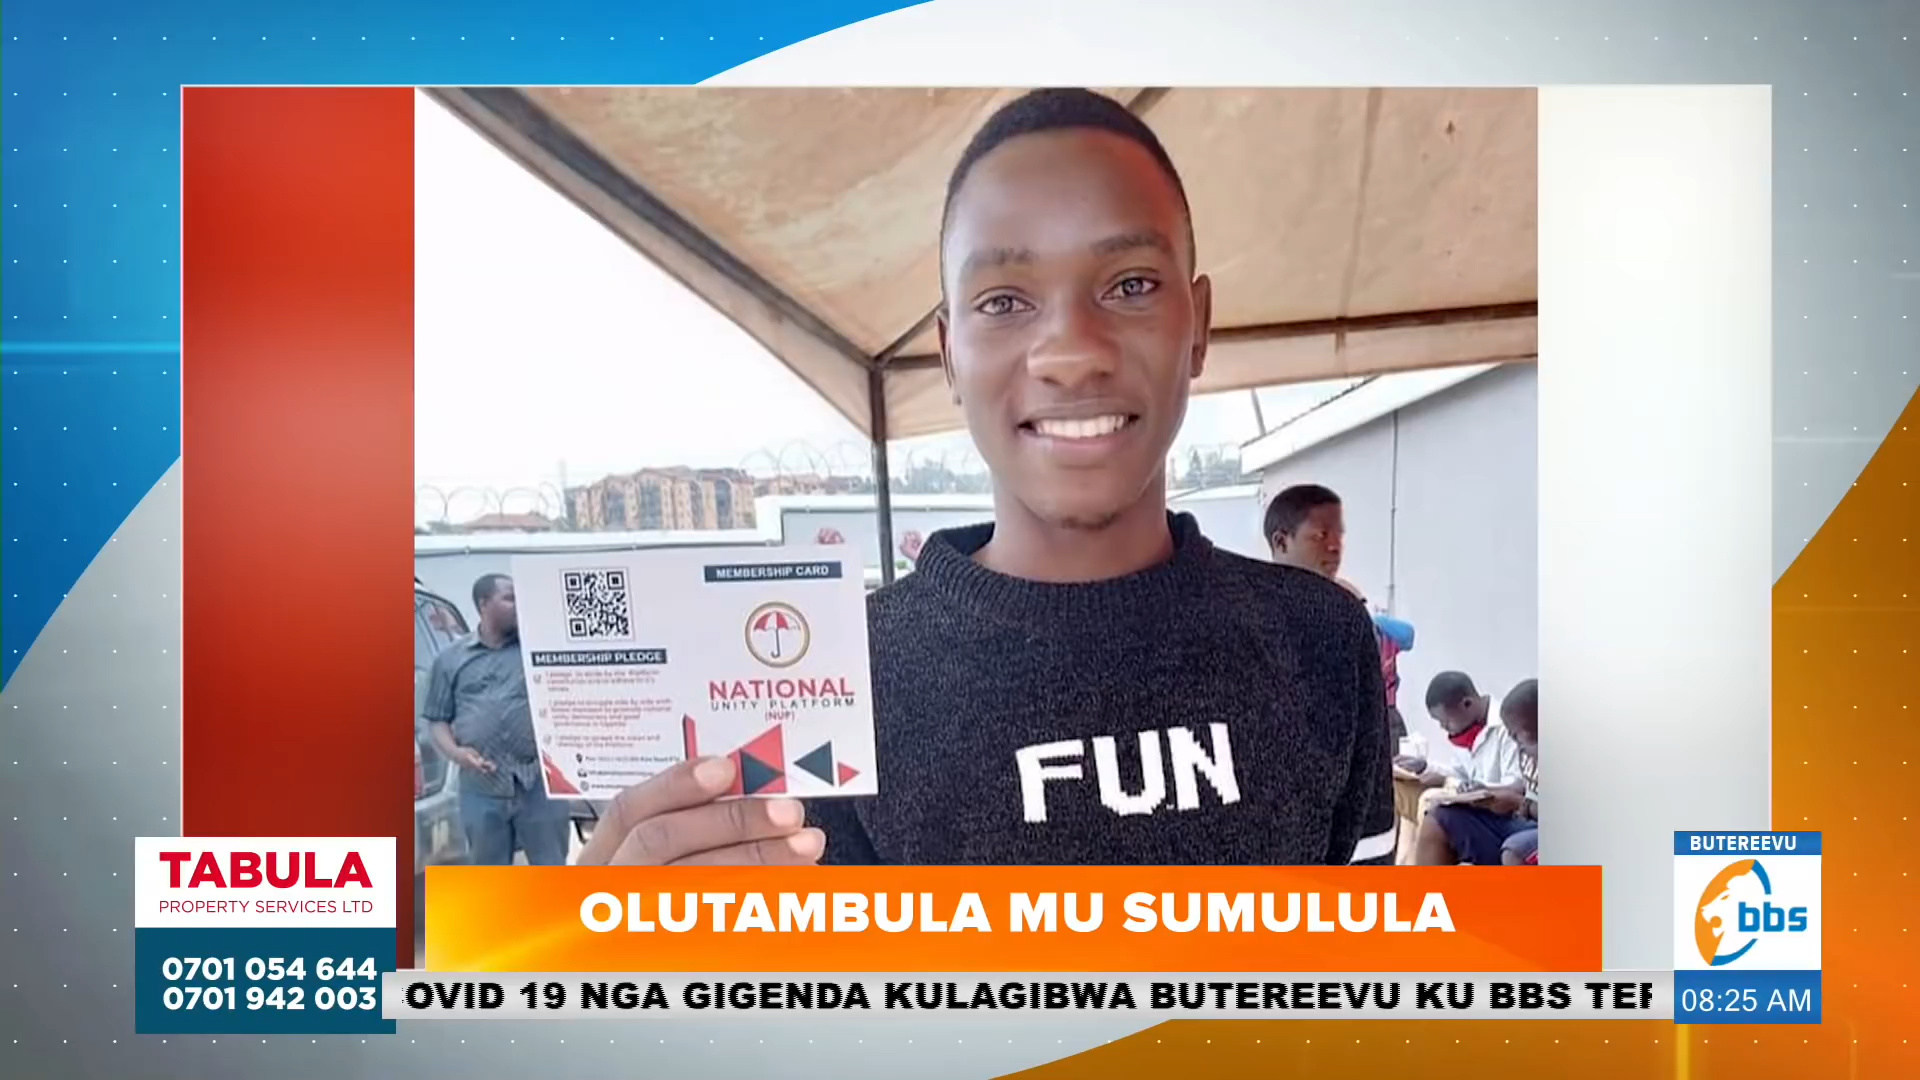 MEMBERSHIP CARD
MEMBERSHIP PLEDGE
NATIONAL
UNITY PLATFORM
(NUP)
FUN
TABULA
PROPERTY SERVICES LTD
0701 054 644
0701 942 003
OLUTAMBULA MU SUMULULA
OVID 19 NGA GIGENDA KULAGIBWA BUTEREEVU KU BBS TER
BUTEREEVU
bbs
08:25 AM